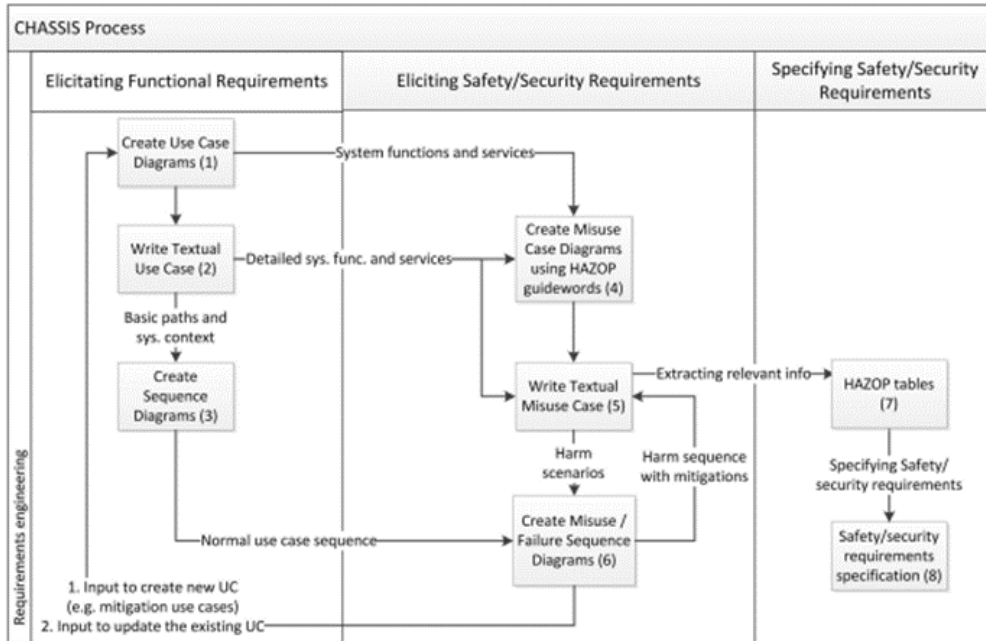 CHASSIS Process
Elicitating Functional Requirements
Eliciting Safety/Security Requirements
Specifying Safety/Security
Requirements
Requirements engineering
Create Use Case
Diagrams (1)
System functions and services
Write Textual
Use Case (2)
Detailed sys. func. and services
Create Misuse
Case Diagrams
using HAZOP
guidewords (4)
Basic paths and
sys. context
Create
Sequence
Diagrams (3)
Write Textual
Misuse Case (5)
Extracting relevant info
HAZOP tables
(7)
Harm
scenarios
Harm sequence
with mitigations
Specifying Safety/
security requirements
Normal use case sequence
Create Misuse /
Failure Sequence
Diagrams (6)
Safety/security
requirements
specification (8)
1. Input to create new UC
(e.g. mitigation use cases)
2. Input to update the existing UC